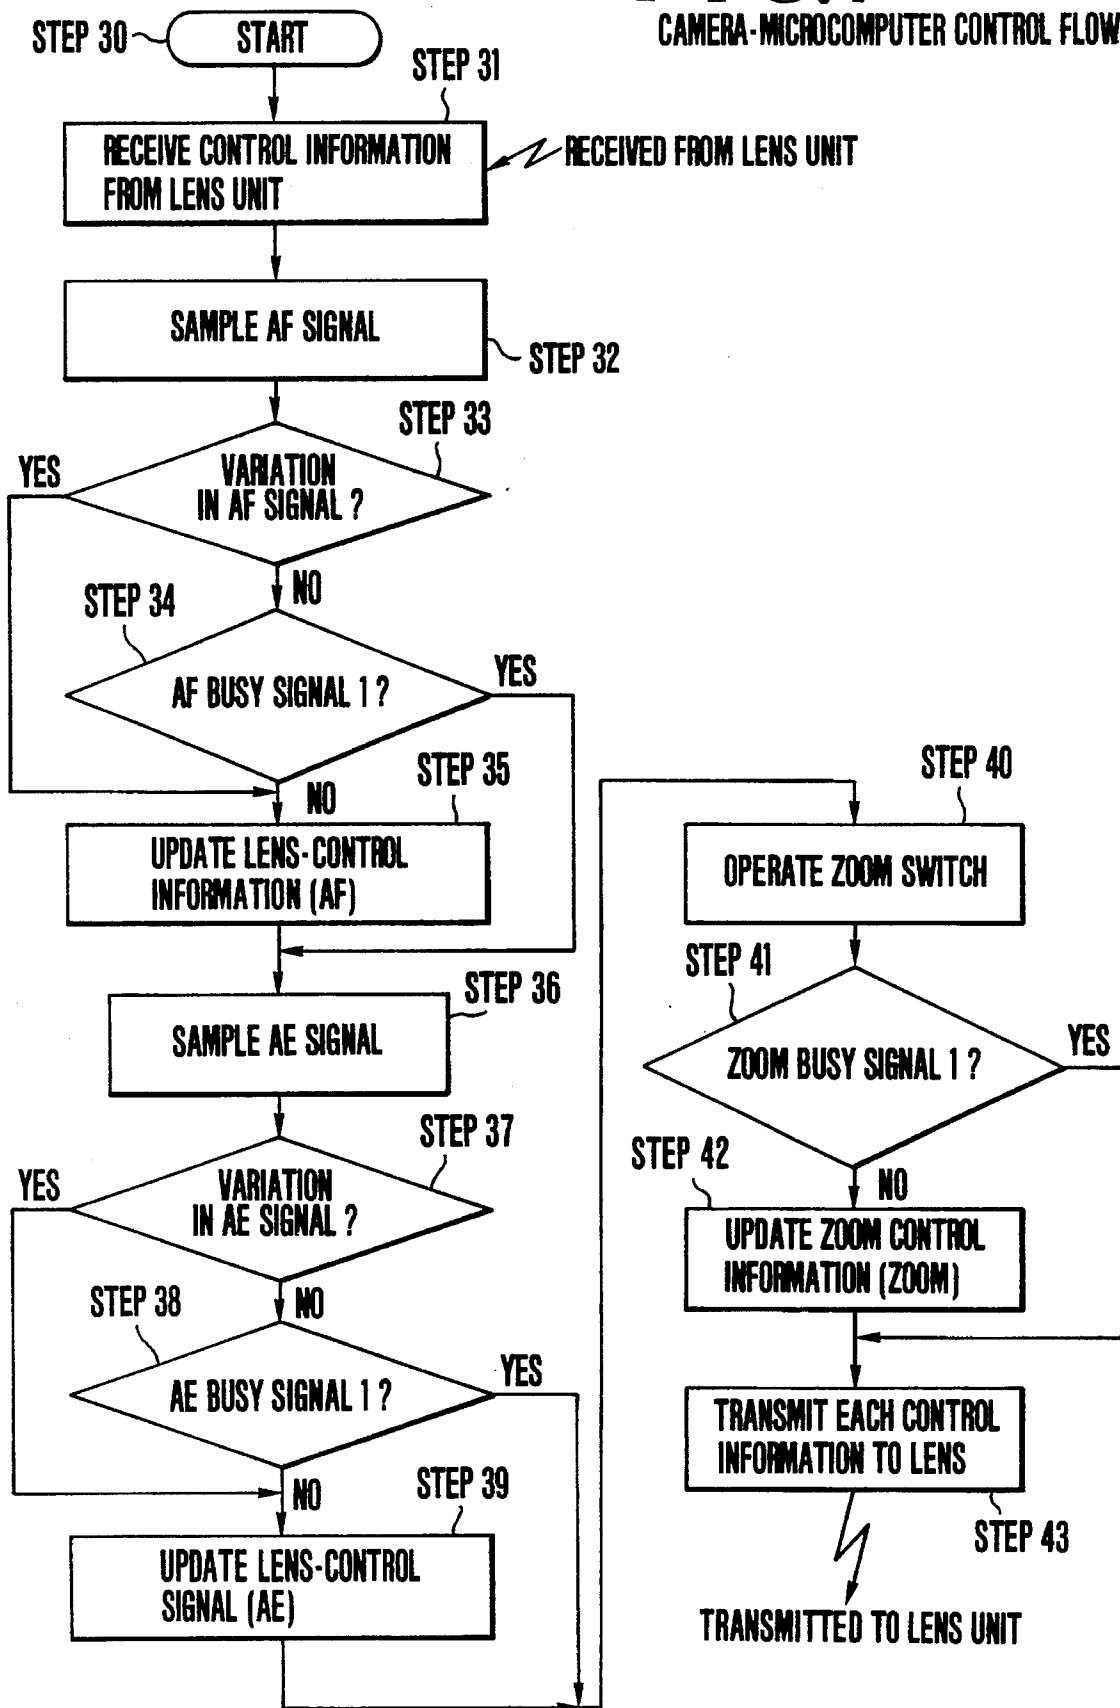 CAMERA-MICROCOMPUTER CONTROL FLOW
STEP 30
START
STEP 31
RECEIVE CONTROL INFORMATION
FROM LENS UNIT
RECEIVED FROM LENS UNIT
SAMPLE AF SIGNAL
STEP 32
STEP 33
YES
VARIATION
IN AF SIGNAL ?
NO
STEP 34
AF BUSY SIGNAL 1 ?
YES
NO
STEP 35
UPDATE LENS-CONTROL
INFORMATION (AF)
STEP 36
SAMPLE AE SIGNAL
STEP 37
YES
VARIATION
IN AE SIGNAL ?
NO
STEP 38
AE BUSY SIGNAL 1 ?
YES
NO
STEP 39
UPDATE LENS-CONTROL
SIGNAL (AE)
STEP 40
OPERATE ZOOM SWITCH
STEP 41
ZOOM BUSY SIGNAL 1 ?
YES
STEP 42
NO
UPDATE ZOOM CONTROL
INFORMATION (ZOOM)
TRANSMIT EACH CONTROL
INFORMATION TO LENS
STEP 43
TRANSMITTED TO LENS UNIT